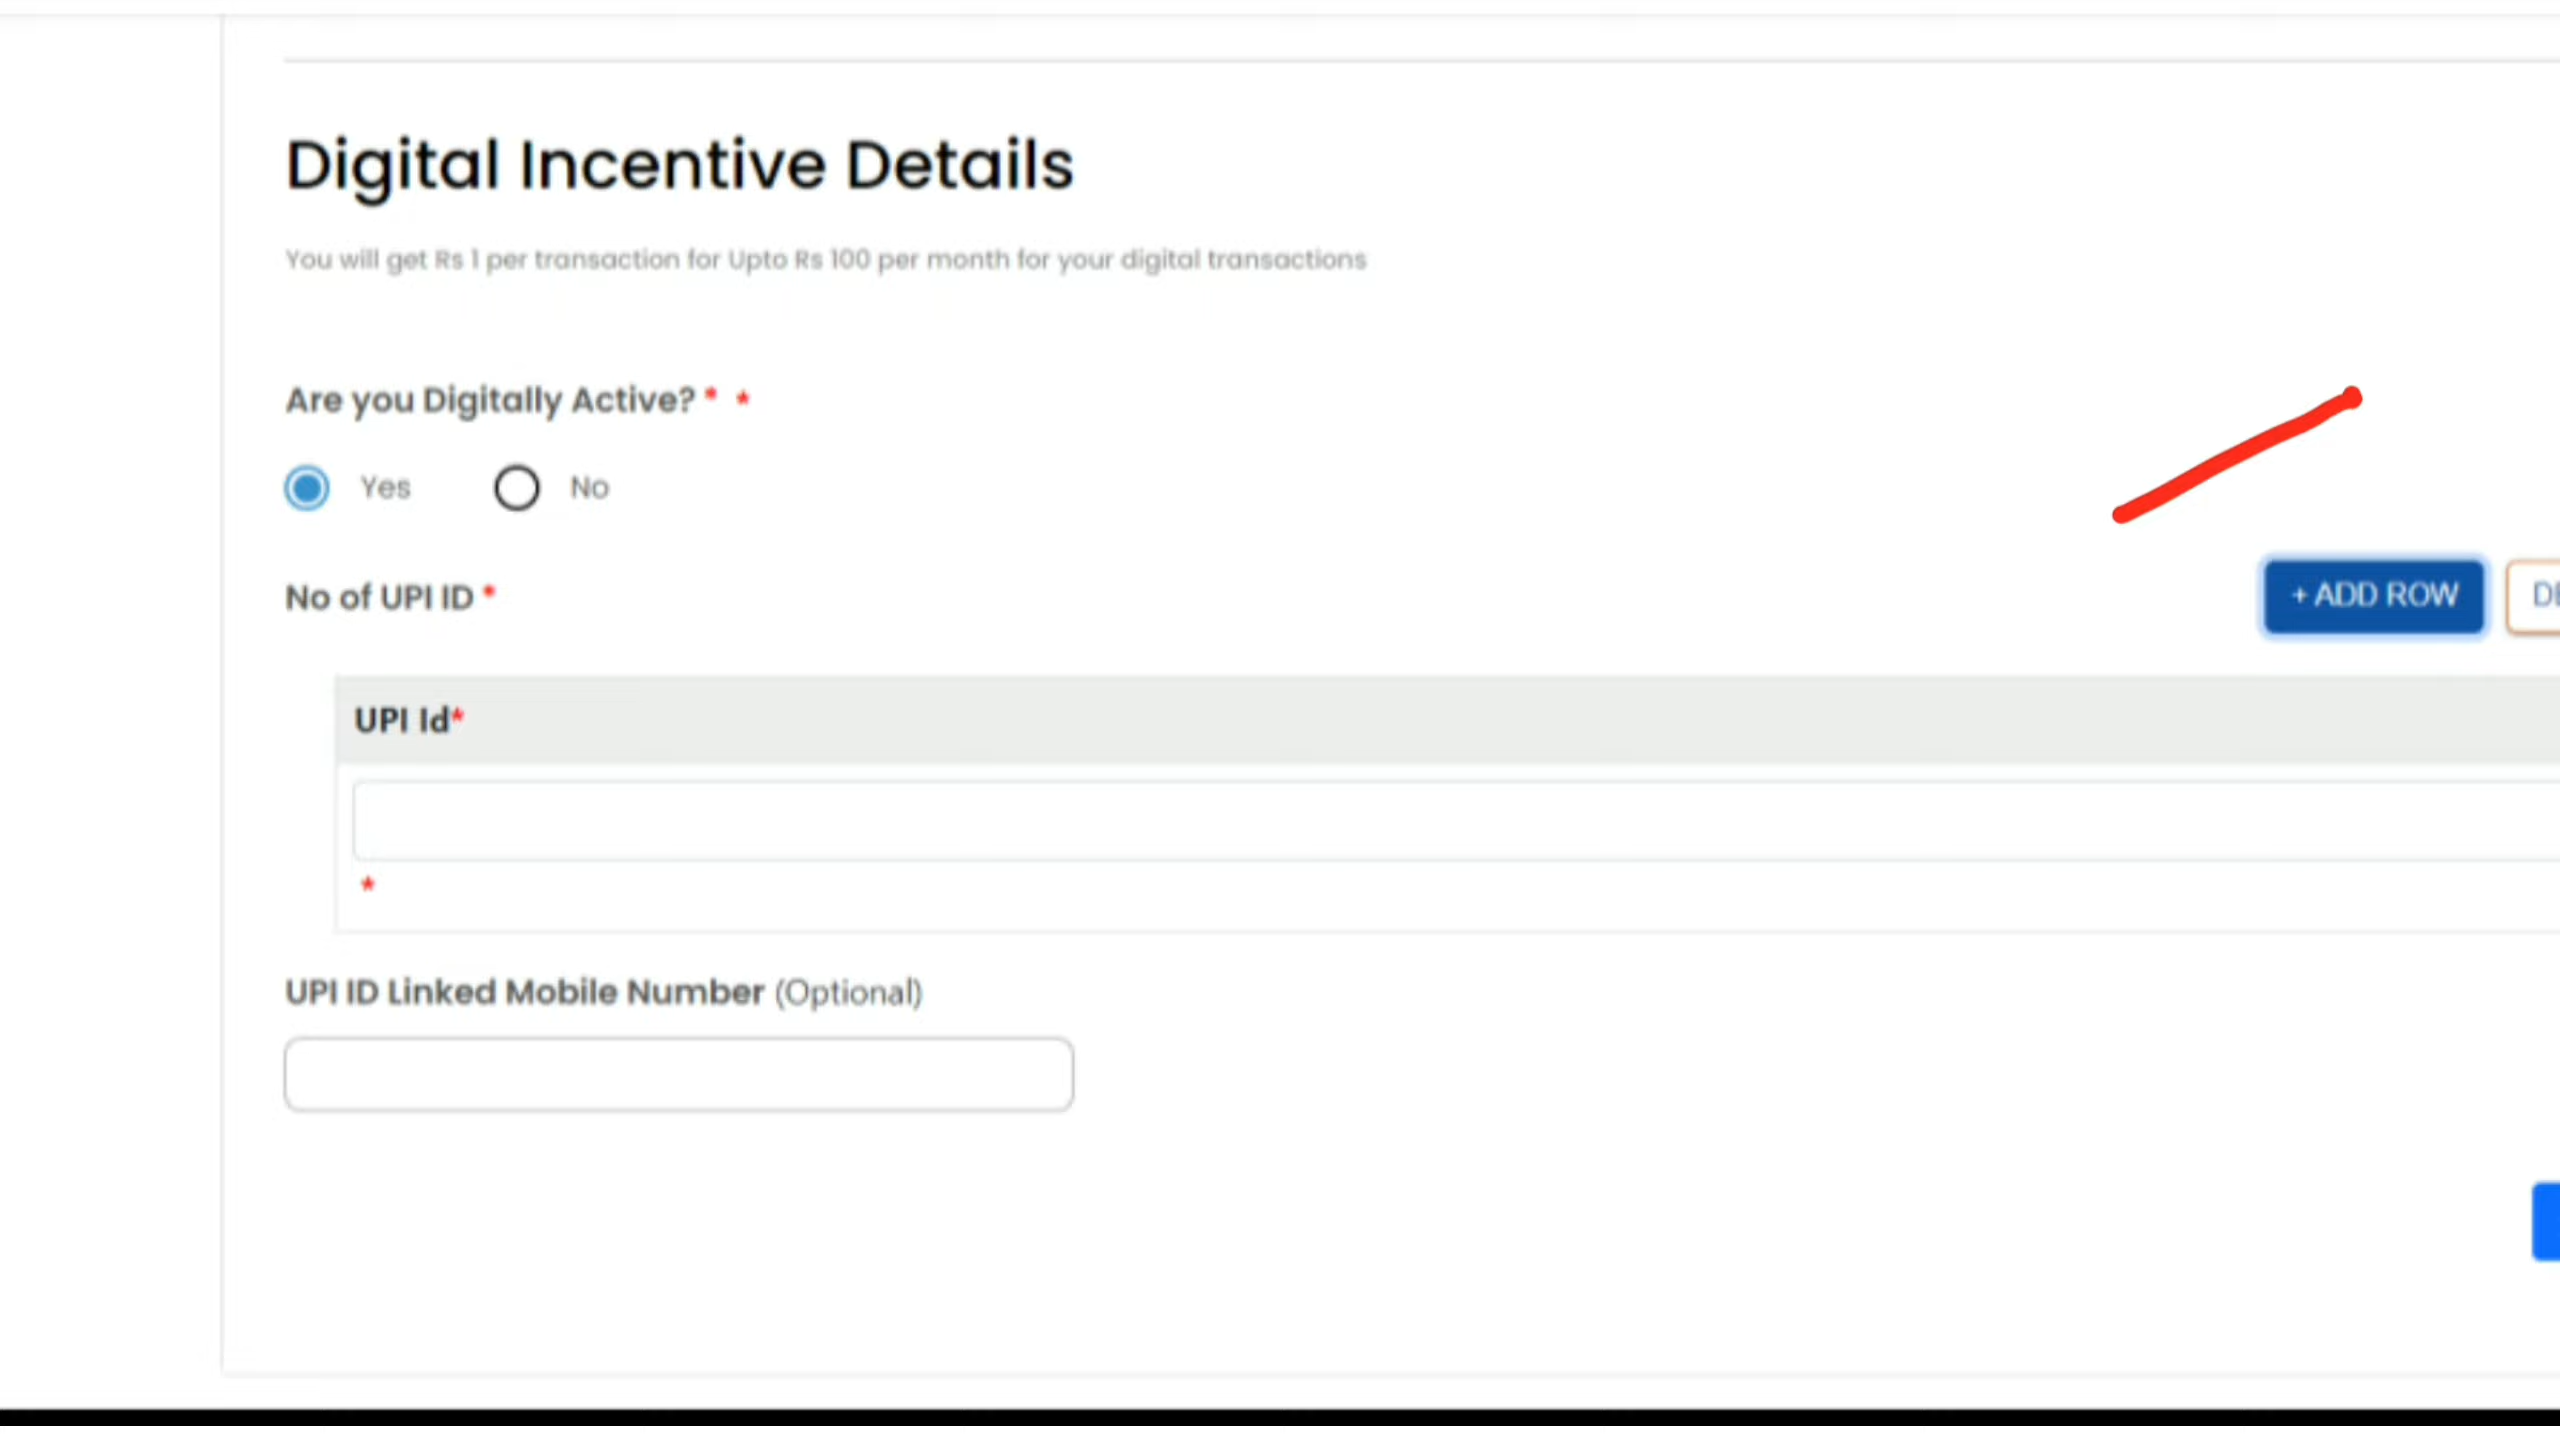 Digital Incentive Details
You will get Rs 1 per transaction for Upto Rs 100 per month for your digital transactions
Are you Digitally Active? * *
Yes No
No of UPI ID *
+ ADD ROW
UPI Id*
*
UPI ID Linked Mobile Number (Optional)